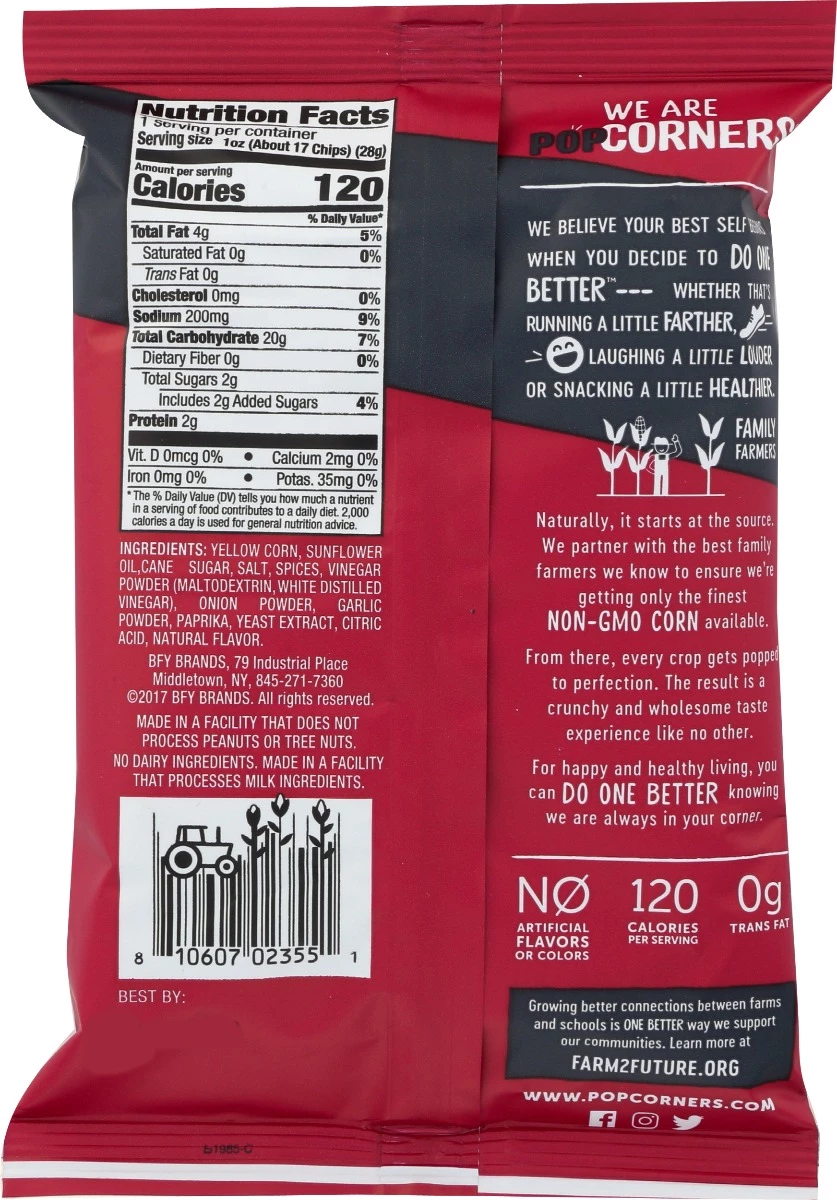 Nutrition Facts
1 serving per container
Serving size 1oz (About 17 Chips) (28g)
Amount per serving
Calories 120
% Daily Value*
Total Fat 4g 5%
Saturated Fat 0g 0%
Trans Fat 0g
Cholesterol 0mg 0%
Sodium 200mg 9%
Total Carbohydrate 20g 7%
Dietary Fiber 0g 0%
Total Sugars 2g
Includes 2g Added Sugars 4%
Protein 2g
Vit. D 0mcg 0% • Calcium 2mg 0%
Iron 0mg 0% • Potas. 35mg 0%
* The % Daily Value (DV) tells you how much a nutrient
in a serving of food contributes to a daily diet. 2,000
calories a day is used for general nutrition advice.
INGREDIENTS: YELLOW CORN, SUNFLOWER
OIL,CANE SUGAR, SALT, SPICES, VINEGAR
POWDER (MALTODEXTRIN, WHITE DISTILLED
VINEGAR), ONION POWDER, GARLIC
POWDER, PAPRIKA, YEAST EXTRACT, CITRIC
ACID, NATURAL FLAVOR.
BFY BRANDS, 79 Industrial Place
Middletown, NY, 845-271-7360
©2017 BFY BRANDS. All rights reserved.
MADE IN A FACILITY THAT DOES NOT
PROCESS PEANUTS OR TREE NUTS.
NO DAIRY INGREDIENTS. MADE IN A FACILITY
THAT PROCESSES MILK INGREDIENTS.
8 10607 02355 1
BEST BY:
WE ARE
POPCORNERS
WE BELIEVE YOUR BEST SELF
WHEN YOU DECIDE TO DO ONE
BETTER™--- WHETHER THAT'S
RUNNING A LITTLE FARTHER,
LAUGHING A LITTLE LOUDER
OR SNACKING A LITTLE HEALTHIER.
FAMILY
FARMERS
Naturally, it starts at the source.
We partner with the best family
farmers we know to ensure we're
getting only the finest
NON-GMO CORN available.
From there, every crop gets popped
to perfection. The result is a
crunchy and wholesome taste
experience like no other.
For happy and healthy living, you
can DO ONE BETTER knowing
we are always in your corner.
NØ 120 0g
ARTIFICIAL CALORIES TRANS FAT
FLAVORS PER SERVING
OR COLORS
Growing better connections between farms
and schools is ONE BETTER way we support
our communities. Learn more at
FARM2FUTURE.ORG
WWW.POPCORNERS.COM